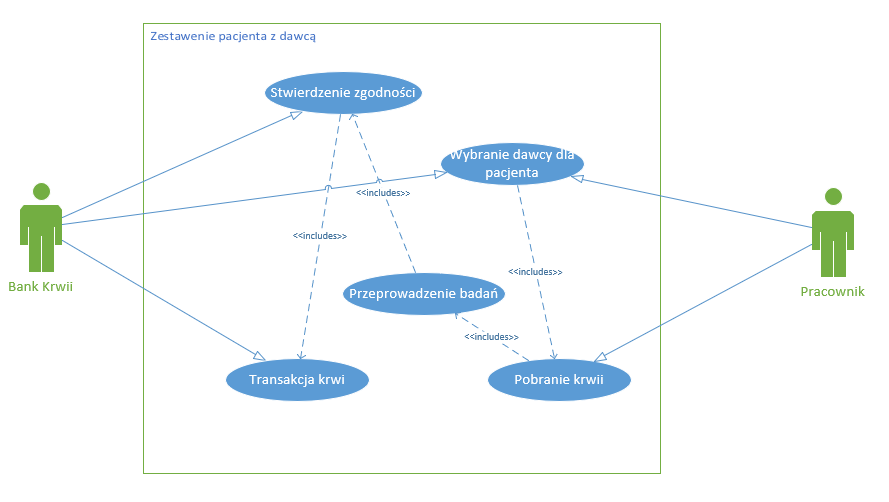 Zestawenie pacjenta z dawcą
Stwierdzenie zgodności
Wybranie dawcy dla
pacjenta
<<includes>>
<<includes>>
<<includes>>
Bank Krwii
Przeprowadzenie badań
Pracownik
<<includes>>
Transakcja krwi
Pobranie krwii